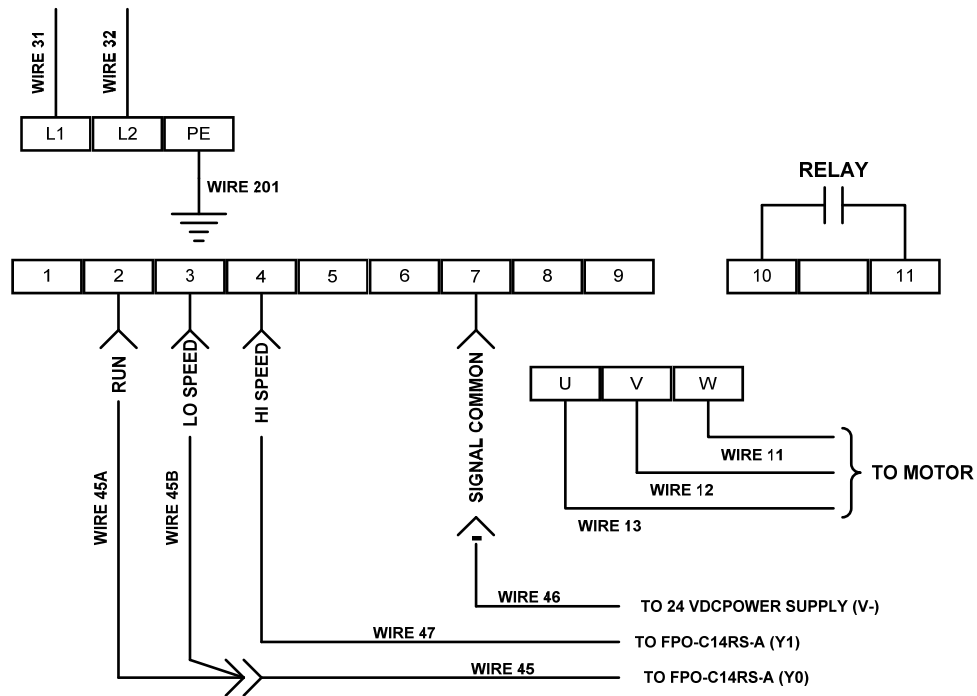 WIRE 31
WIRE 32
L1 L2 PE
WIRE 201
RELAY
1 2 3 4 5 6 7 8 9
10 11
RUN
LO SPEED
HI SPEED
SIGNAL COMMON
U V W
WIRE 11
WIRE 12
WIRE 13
TO MOTOR
WIRE 45A
WIRE 45B
-
WIRE 46
TO 24 VDCPOWER SUPPLY (V-)
WIRE 47
TO FPO-C14RS-A (Y1)
WIRE 45
TO FPO-C14RS-A (Y0)